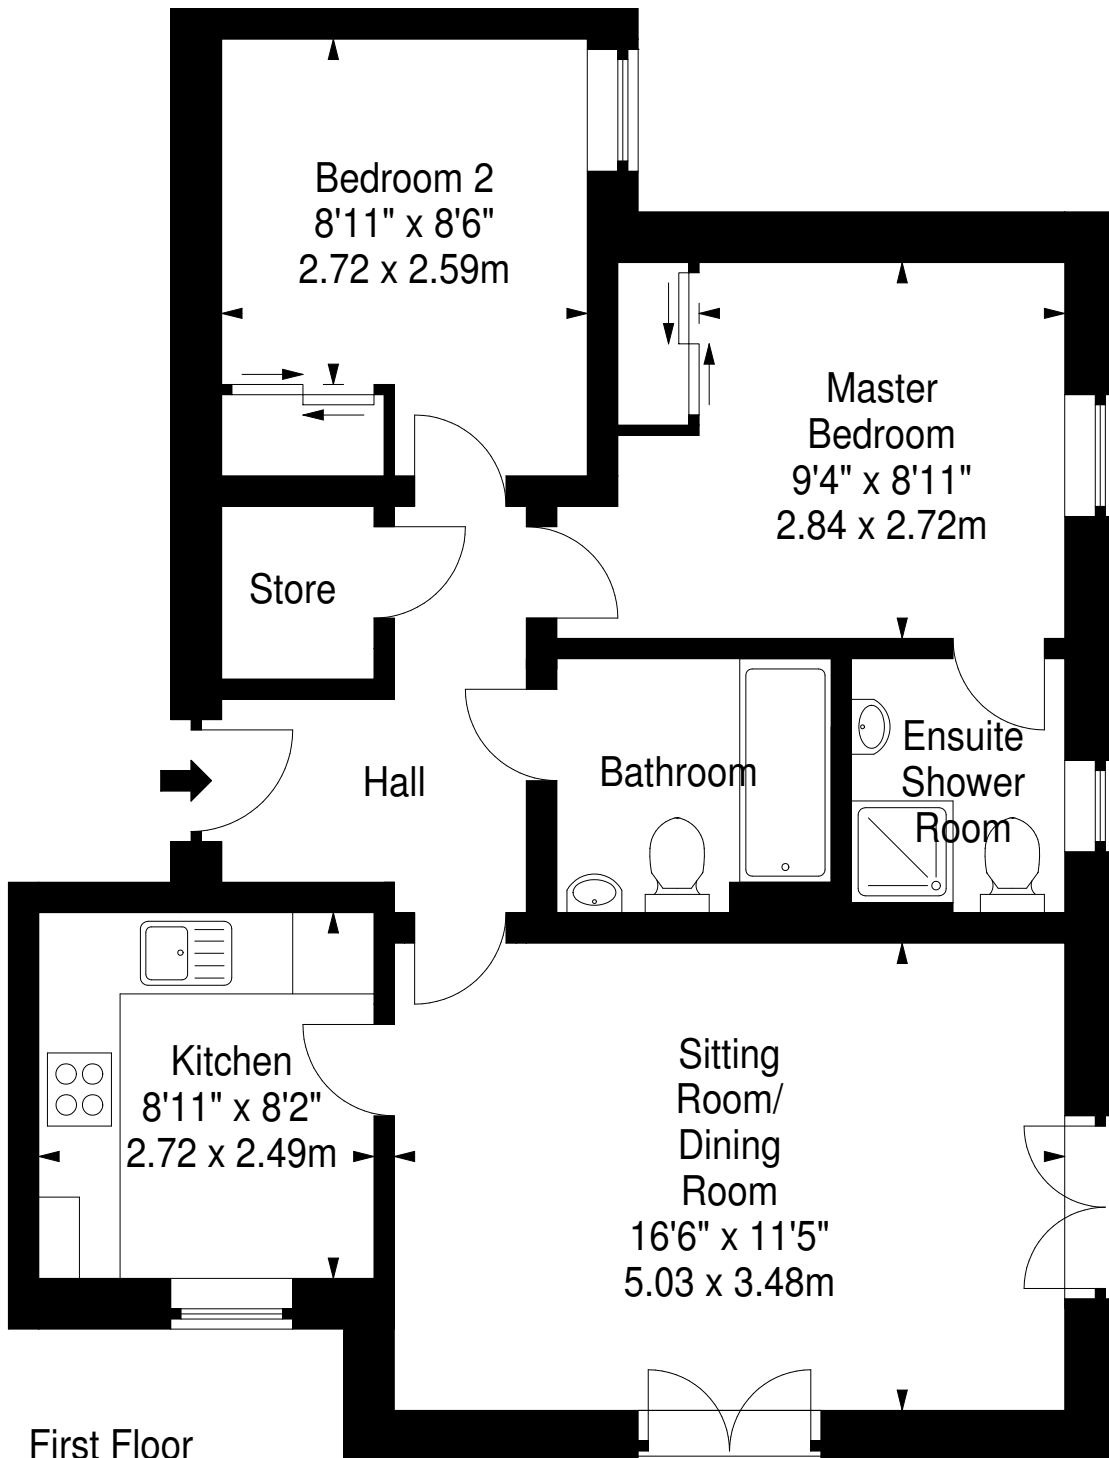 Bedroom 2
8'11" x 8'6"
2.72 x 2.59m
Master
Bedroom
9'4" x 8'11"
2.84 x 2.72m
Store
Hall
Bathroom
Ensuite
Shower
Room
Kitchen
8'11" x 8'2"
2.72 x 2.49m
Sitting
Room/
Dining
Room
16'6" x 11'5"
5.03 x 3.48m
First Floor